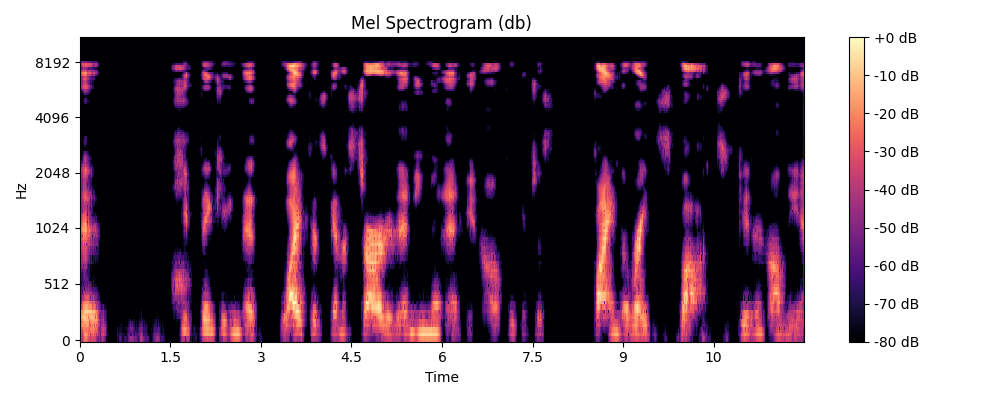 Mel Spectrogram (db)
Hz
8192
4096
2048
1024
512
0
0 1.5 3 4.5 6 7.5 9 10
Time
+0 dB
-10 dB
-20 dB
-30 dB
-40 dB
-50 dB
-60 dB
-70 dB
-80 dB